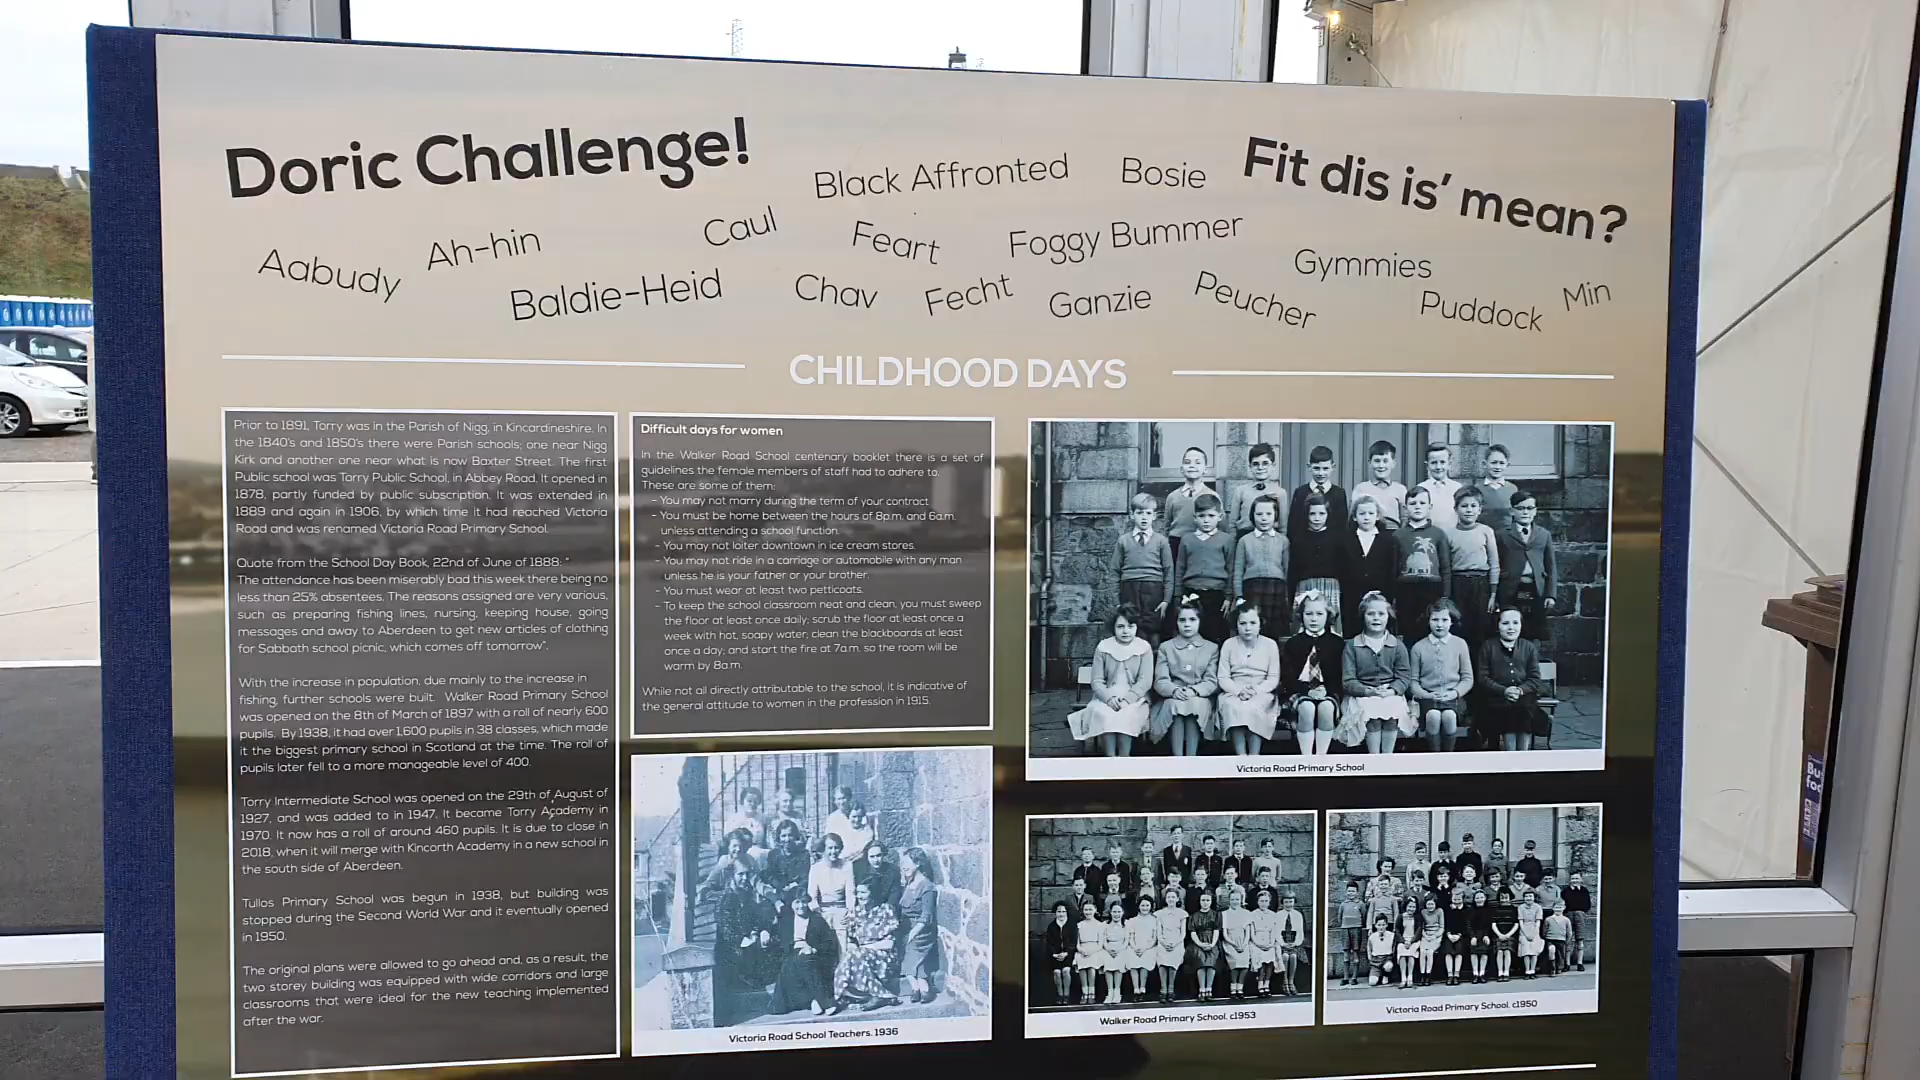 Doric Challenge!
Black Affronted
Bosie
Fit dis is' mean?
Aabudy
Ah-hin
Caul
Feart
Foggy Bummer
Gymmies
Baldie-Heid
Chav
Fecht
Ganzie
Peucher
Puddock
Min
CHILDHOOD DAYS
Prior to 1891, Torry was in the Parish of Nigg, in Kincardineshire. In
the 1840's and 1850's there were Parish schools; one near Nigg
Kirk and another one near what is now Baxter Street. The first
Public school was Torry Public School, in Abbey Road. It opened in
1878, partly funded by public subscription. It was extended in
1889 and again in 1906, by which time it had reached Victoria
Road and was renamed Victoria Road Primary School.
Quote from the School Day Book, 22nd of June of 1888: "
The attendance has been miserably bad this week there being no
less than 25% absentees. The reasons assigned are very various,
such as preparing fishing lines, nursing, keeping house, going
messages and away to Aberdeen to get new articles of clothing
for Sabbath school picnic, which comes off tomorrow".
With the increase in population, due mainly to the increase in
fishing, further schools were built. Walker Road Primary School
was opened on the 8th of March of 1897 with a roll of nearly 600
pupils. By 1938, it had over 1,600 pupils in 38 classes, which made
it the biggest primary school in Scotland at the time. The roll of
pupils later fell to a more manageable level of 400.
Torry Intermediate School was opened on the 29th of August of
1927, and was added to in 1947. It became Torry Academy in
1970. It now has a roll of around 460 pupils. It is due to close in
2018, when it will merge with Kincorth Academy in a new school in
the south side of Aberdeen.
Tullos Primary School was begun in 1938, but building was
stopped during the Second World War and it eventually opened
in 1950.
The original plans were allowed to go ahead and, as a result, the
two storey building was equipped with wide corridors and large
classrooms that were ideal for the new teaching implemented
after the war.
Difficult days for women
In the Walker Road School centenary booklet there is a set of
guidelines the female members of staff had to adhere to.
These are some of them:
- You may not marry during the term of your contract
- You must be home between the hours of 8p.m. and 6a.m.
unless attending a school function.
- You may not loiter downtown in ice cream stores.
- You may not ride in a carriage or automobile with any man
unless he is your father or your brother.
- You must wear at least two petticoats.
- To keep the school classroom neat and clean, you must sweep
the floor at least once daily; scrub the floor at least once a
week with hot, soapy water; clean the blackboards at least
once a day; and start the fire at 7a.m. so the room will be
warm by 8a.m.
While not all directly attributable to the school, it is indicative of
the general attitude to women in the profession in 1915.
Victoria Road School Teachers. 1936
Victoria Road Primary School
Walker Road Primary School. c1953
Victoria Road Primary School. c1950